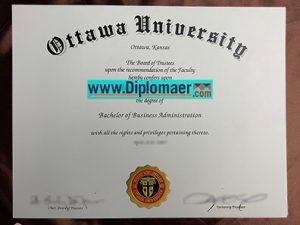 Ottawa University
Ottawa, Kansas
The Board of Trustees
upon the recommendation of the Faculty
hereby confers upon
www.Diplomaer.com
the degree of
Bachelor of Business Administration
with all the rights and privileges pertaining thereto.